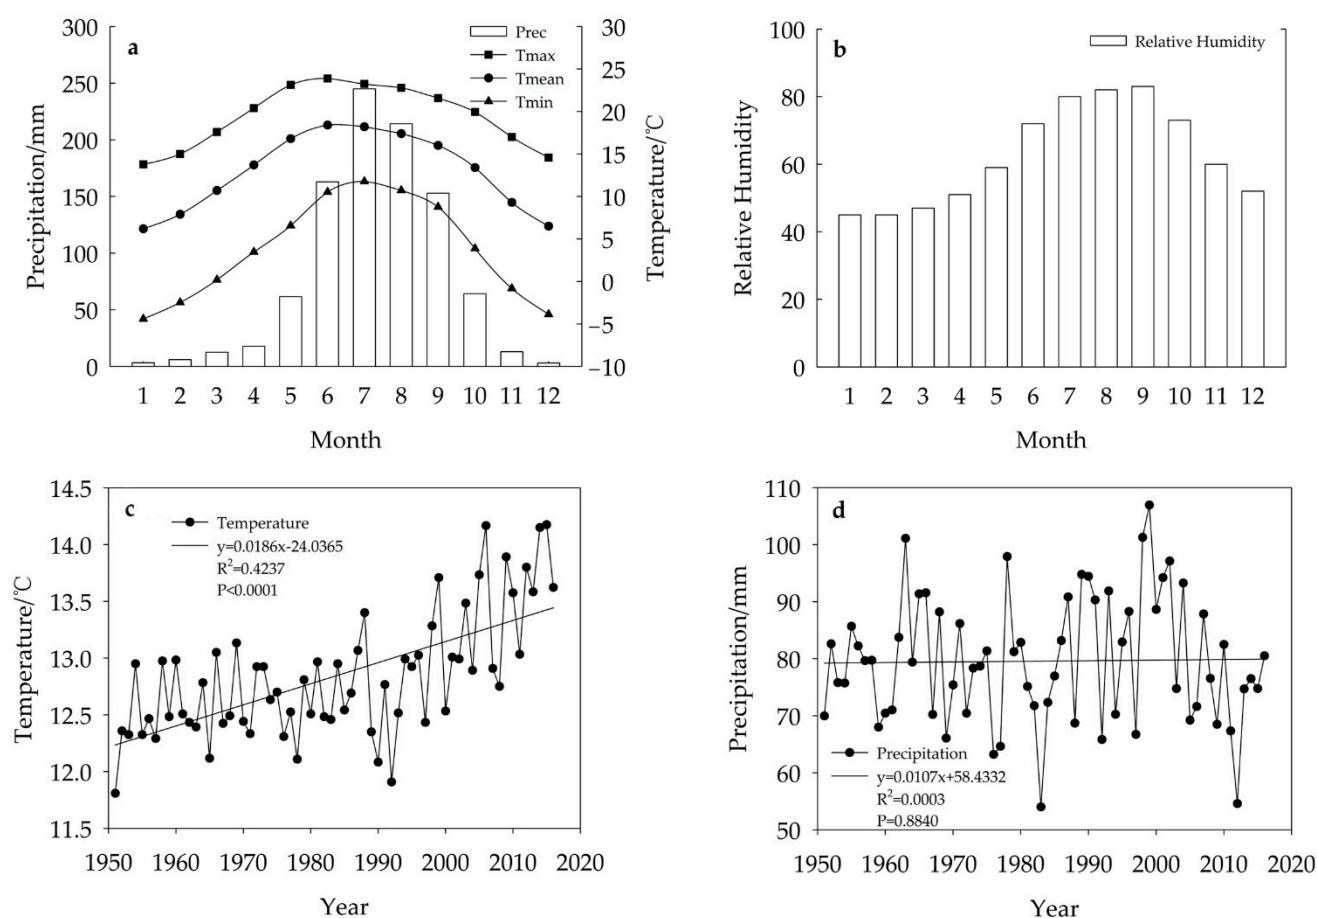 a
Prec
Tmax
Tmean
Tmin
300
250
200
150
100
50
0
Precipitation/mm
30
25
20
15
10
5
0
−5
−10
Temperature/℃
1 2 3 4 5 6 7 8 9 10 11 12
Month
b
Relative Humidity
100
80
60
40
20
0
Relative Humidity
1 2 3 4 5 6 7 8 9 10 11 12
Month
c
Temperature
y=0.0186x-24.0365
R²=0.4237
P<0.0001
14.5
14.0
13.5
13.0
12.5
12.0
11.5
Temperature/℃
1950 1960 1970 1980 1990 2000 2010 2020
Year
d
110
100
90
80
70
60
50
Precipitation/mm
Precipitation
y=0.0107x+58.4332
R²=0.0003
P=0.8840
1950 1960 1970 1980 1990 2000 2010 2020
Year